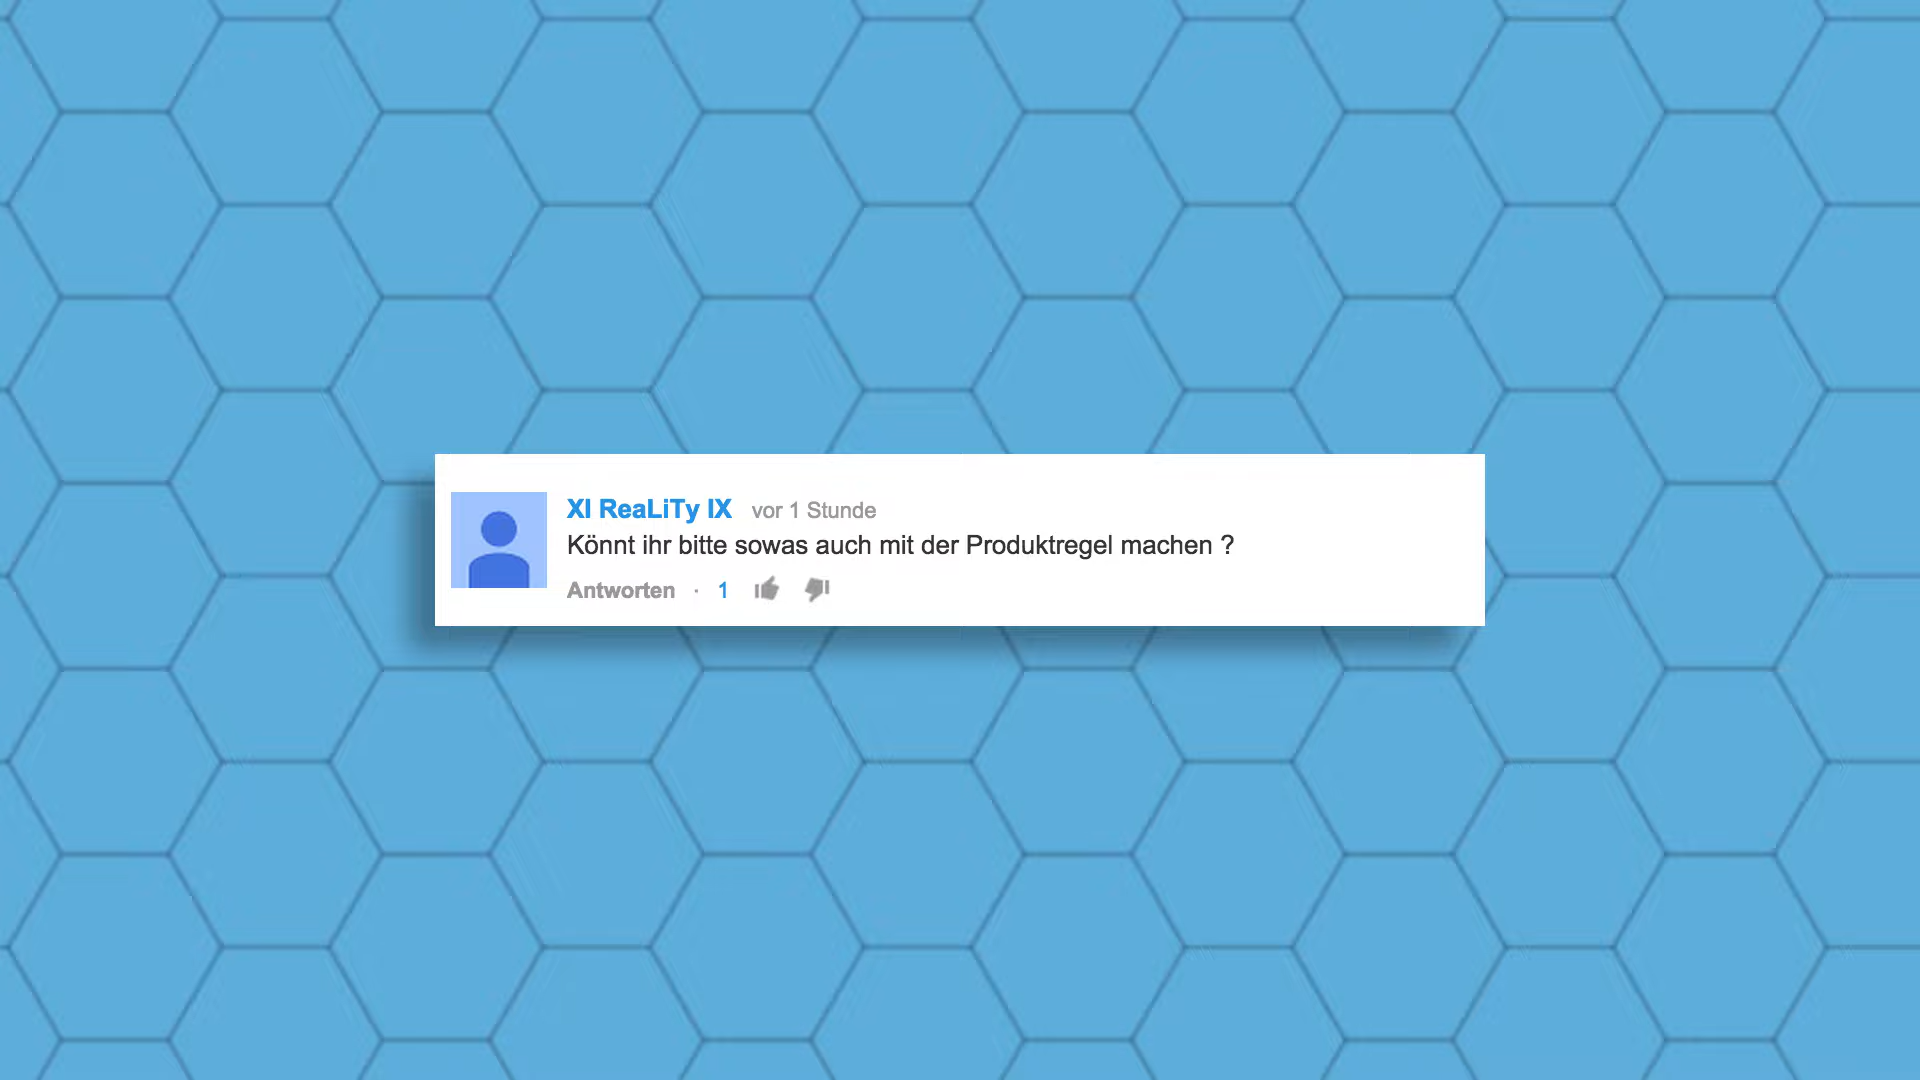 XI ReaLiTy IX vor 1 Stunde
Könnt ihr bitte sowas auch mit der Produktregel machen ?
Antworten · 1